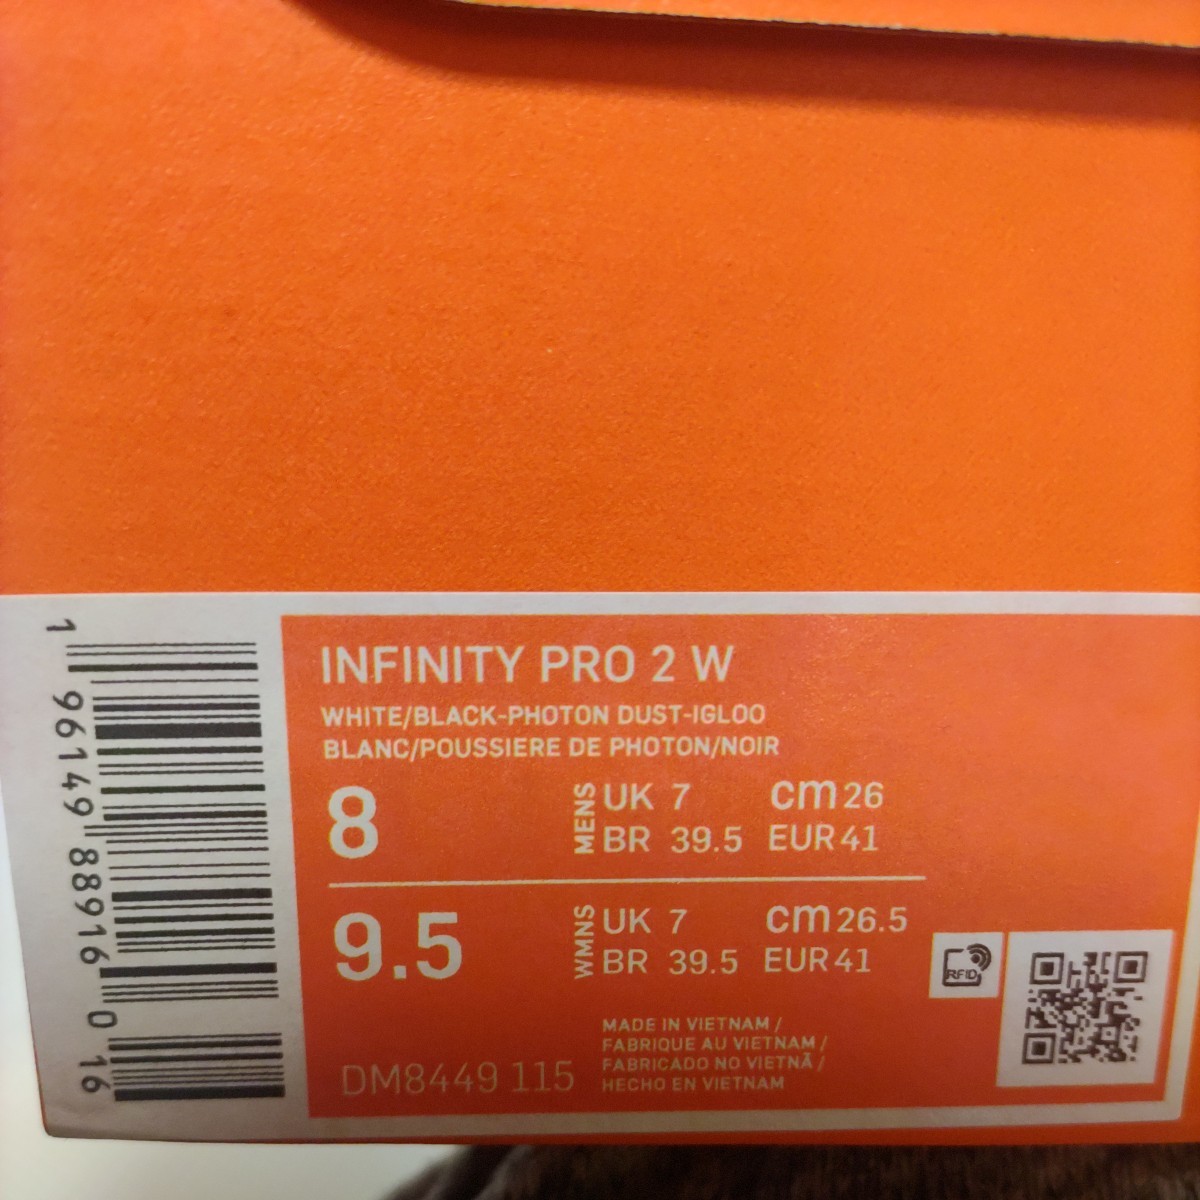 INFINITY PRO 2 W
WHITE/BLACK-PHOTON DUST-IGLOO
BLANC/POUSSIERE DE PHOTON/NOIR
8
MENS
UK 7 cm 26
BR 39.5 EUR 41
9.5
WMNS
UK 7 cm 26.5
BR 39.5 EUR 41
RFID
MADE IN VIETNAM /
FABRIQUE AU VIETNAM /
FABRICADO NO VIETNÃ /
HECHO EN VIETNAM
DM8449 115
1 96149 88916 0 16